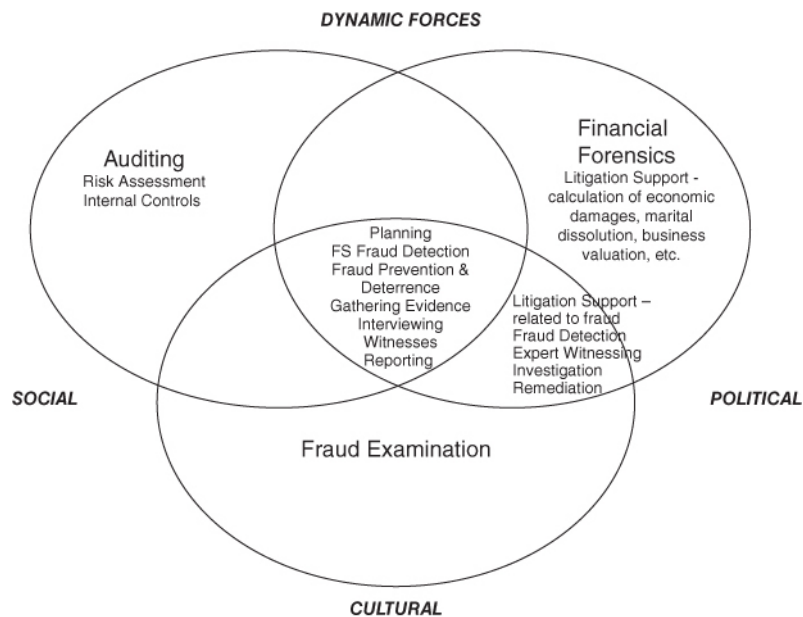 DYNAMIC FORCES
Auditing
Risk Assessment
Internal Controls
Financial
Forensics
Litigation Support -
calculation of economic
damages, marital
dissolution, business
valuation, etc.
Planning
FS Fraud Detection
Fraud Prevention &
Deterrence
Gathering Evidence
Interviewing
Witnesses
Reporting
Litigation Support –
related to fraud
Fraud Detection
Expert Witnessing
Investigation
Remediation
SOCIAL
POLITICAL
Fraud Examination
CULTURAL